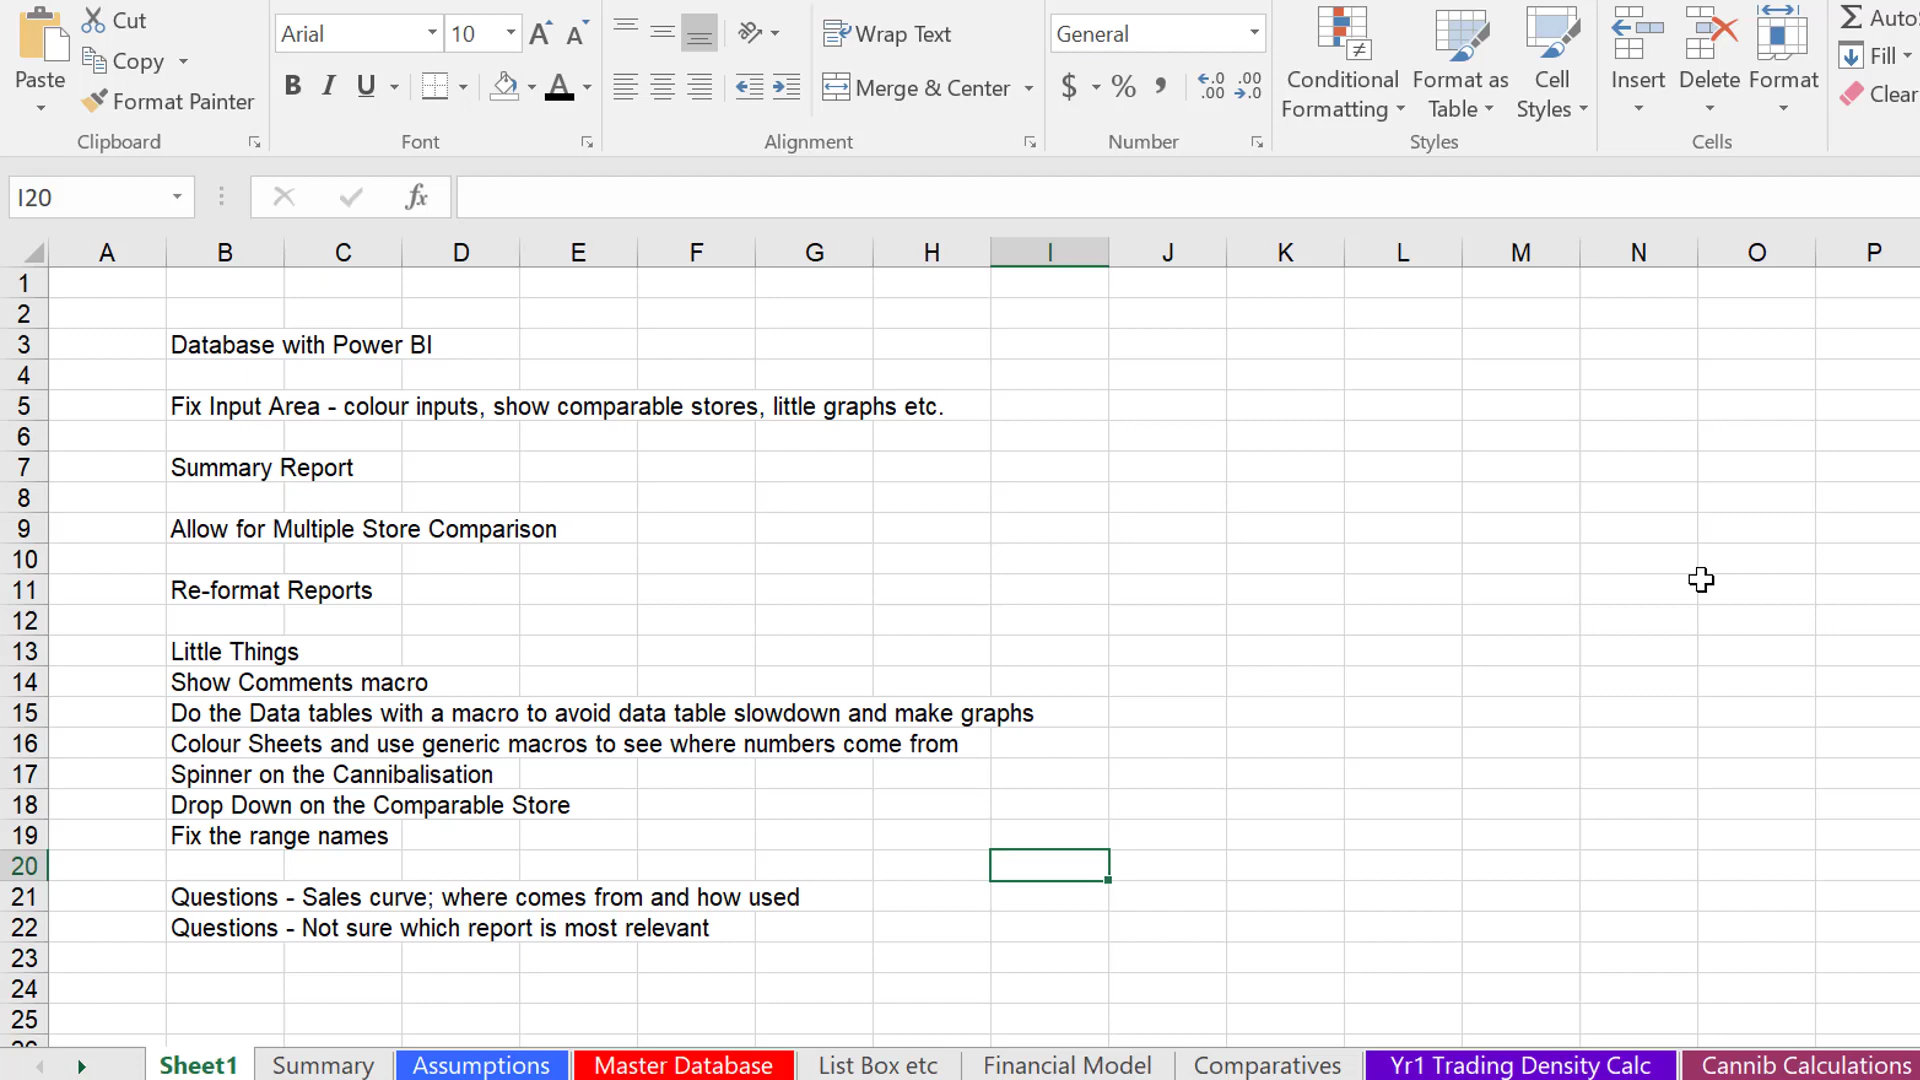 Cut
Copy
Format Painter
Paste
Clipboard
Arial
10
A A
B I U A
Font
Wrap Text
Merge & Center
Alignment
General
$ % ,
.0 .00
.00 .0
Number
Conditional Formatting
Format as Table
Cell Styles
Styles
Insert
Delete
Format
Cells
Fill
Clear
I20
fx
A B C D E F G H I J K L M N O P
1
2
3 Database with Power BI
4
5 Fix Input Area - colour inputs, show comparable stores, little graphs etc.
6
7 Summary Report
8
9 Allow for Multiple Store Comparison
10
11 Re-format Reports
12
13 Little Things
14 Show Comments macro
15 Do the Data tables with a macro to avoid data table slowdown and make graphs
16 Colour Sheets and use generic macros to see where numbers come from
17 Spinner on the Cannibalisation
18 Drop Down on the Comparable Store
19 Fix the range names
20
21 Questions - Sales curve; where comes from and how used
22 Questions - Not sure which report is most relevant
23
24
25
Sheet1 Summary Assumptions Master Database List Box etc Financial Model Comparatives Yr1 Trading Density Calc Cannib Calculations